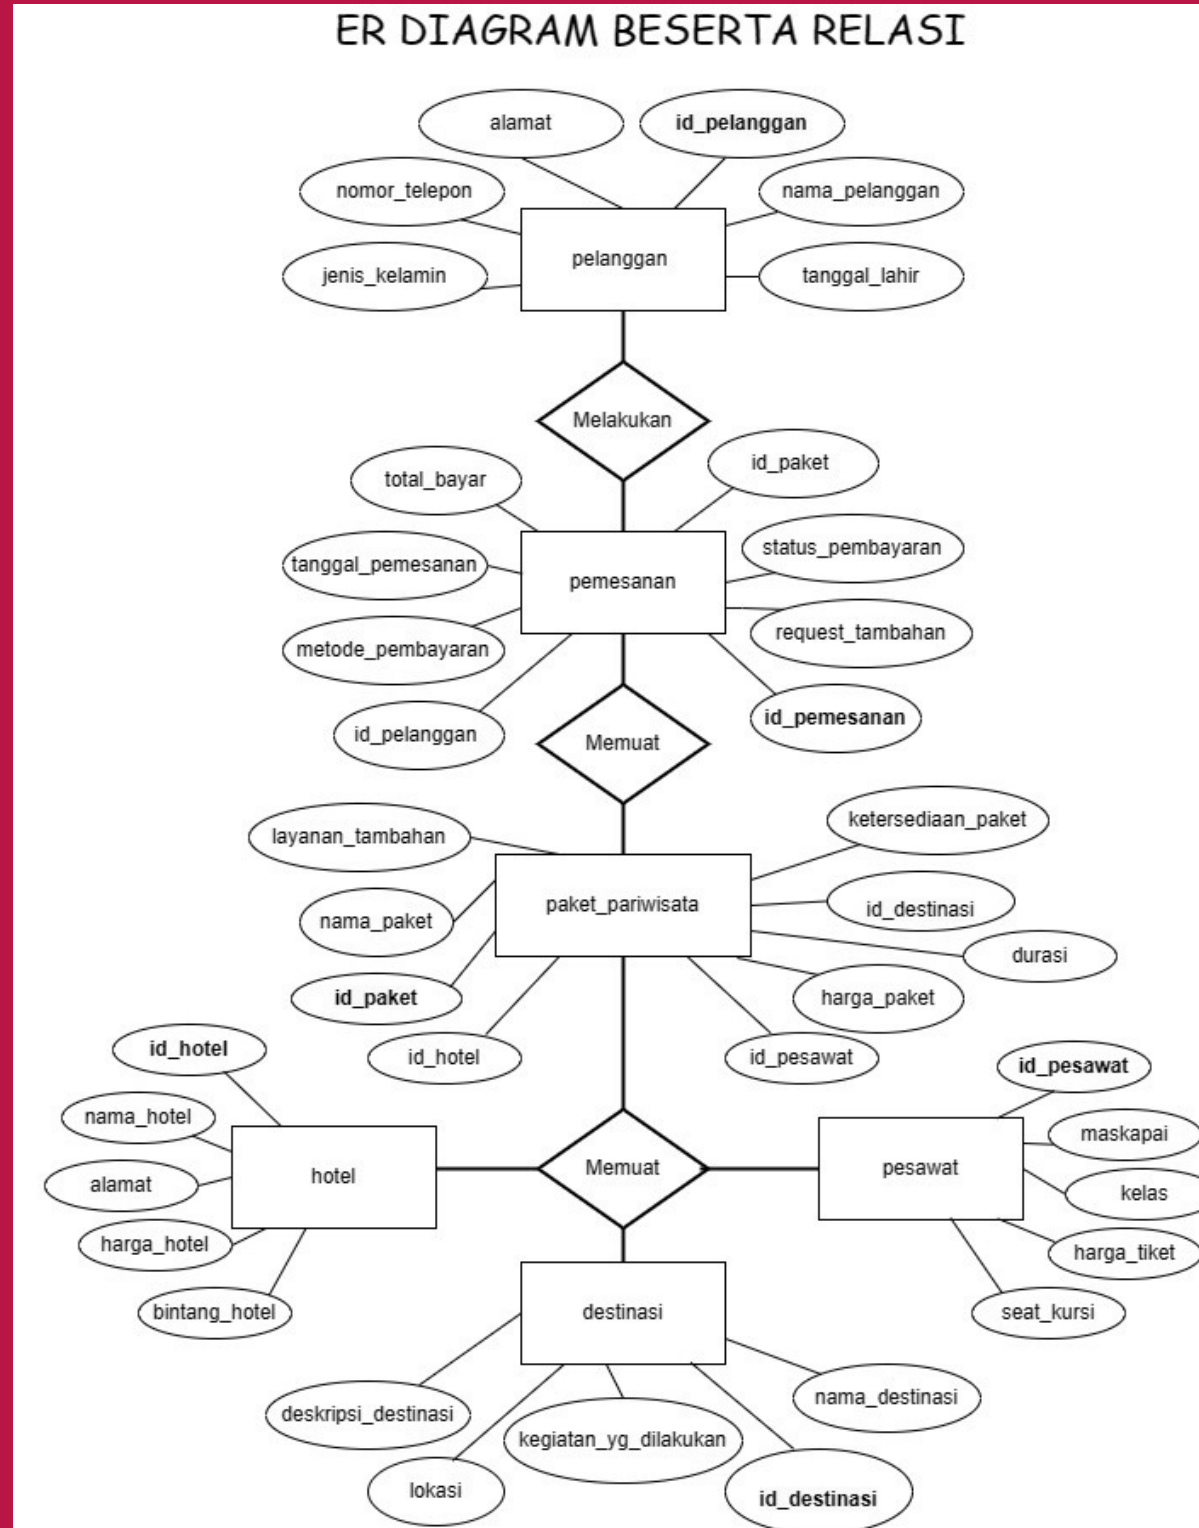 ER DIAGRAM BESERTA RELASI
alamat
id_pelanggan
nomor_telepon
nama_pelanggan
pelanggan
jenis_kelamin
tanggal_lahir
Melakukan
total_bayar
id_paket
tanggal_pemesanan
status_pembayaran
pemesanan
metode_pembayaran
request_tambahan
id_pelanggan
id_pemesanan
Memuat
layanan_tambahan
ketersediaan_paket
nama_paket
paket_pariwisata
id_destinasi
durasi
id_paket
harga_paket
id_hotel
id_pesawat
id_hotel
id_pesawat
nama_hotel
maskapai
alamat
hotel
Memuat
pesawat
kelas
harga_hotel
harga_tiket
bintang_hotel
destinasi
seat_kursi
deskripsi_destinasi
nama_destinasi
kegiatan_yg_dilakukan
lokasi
id_destinasi